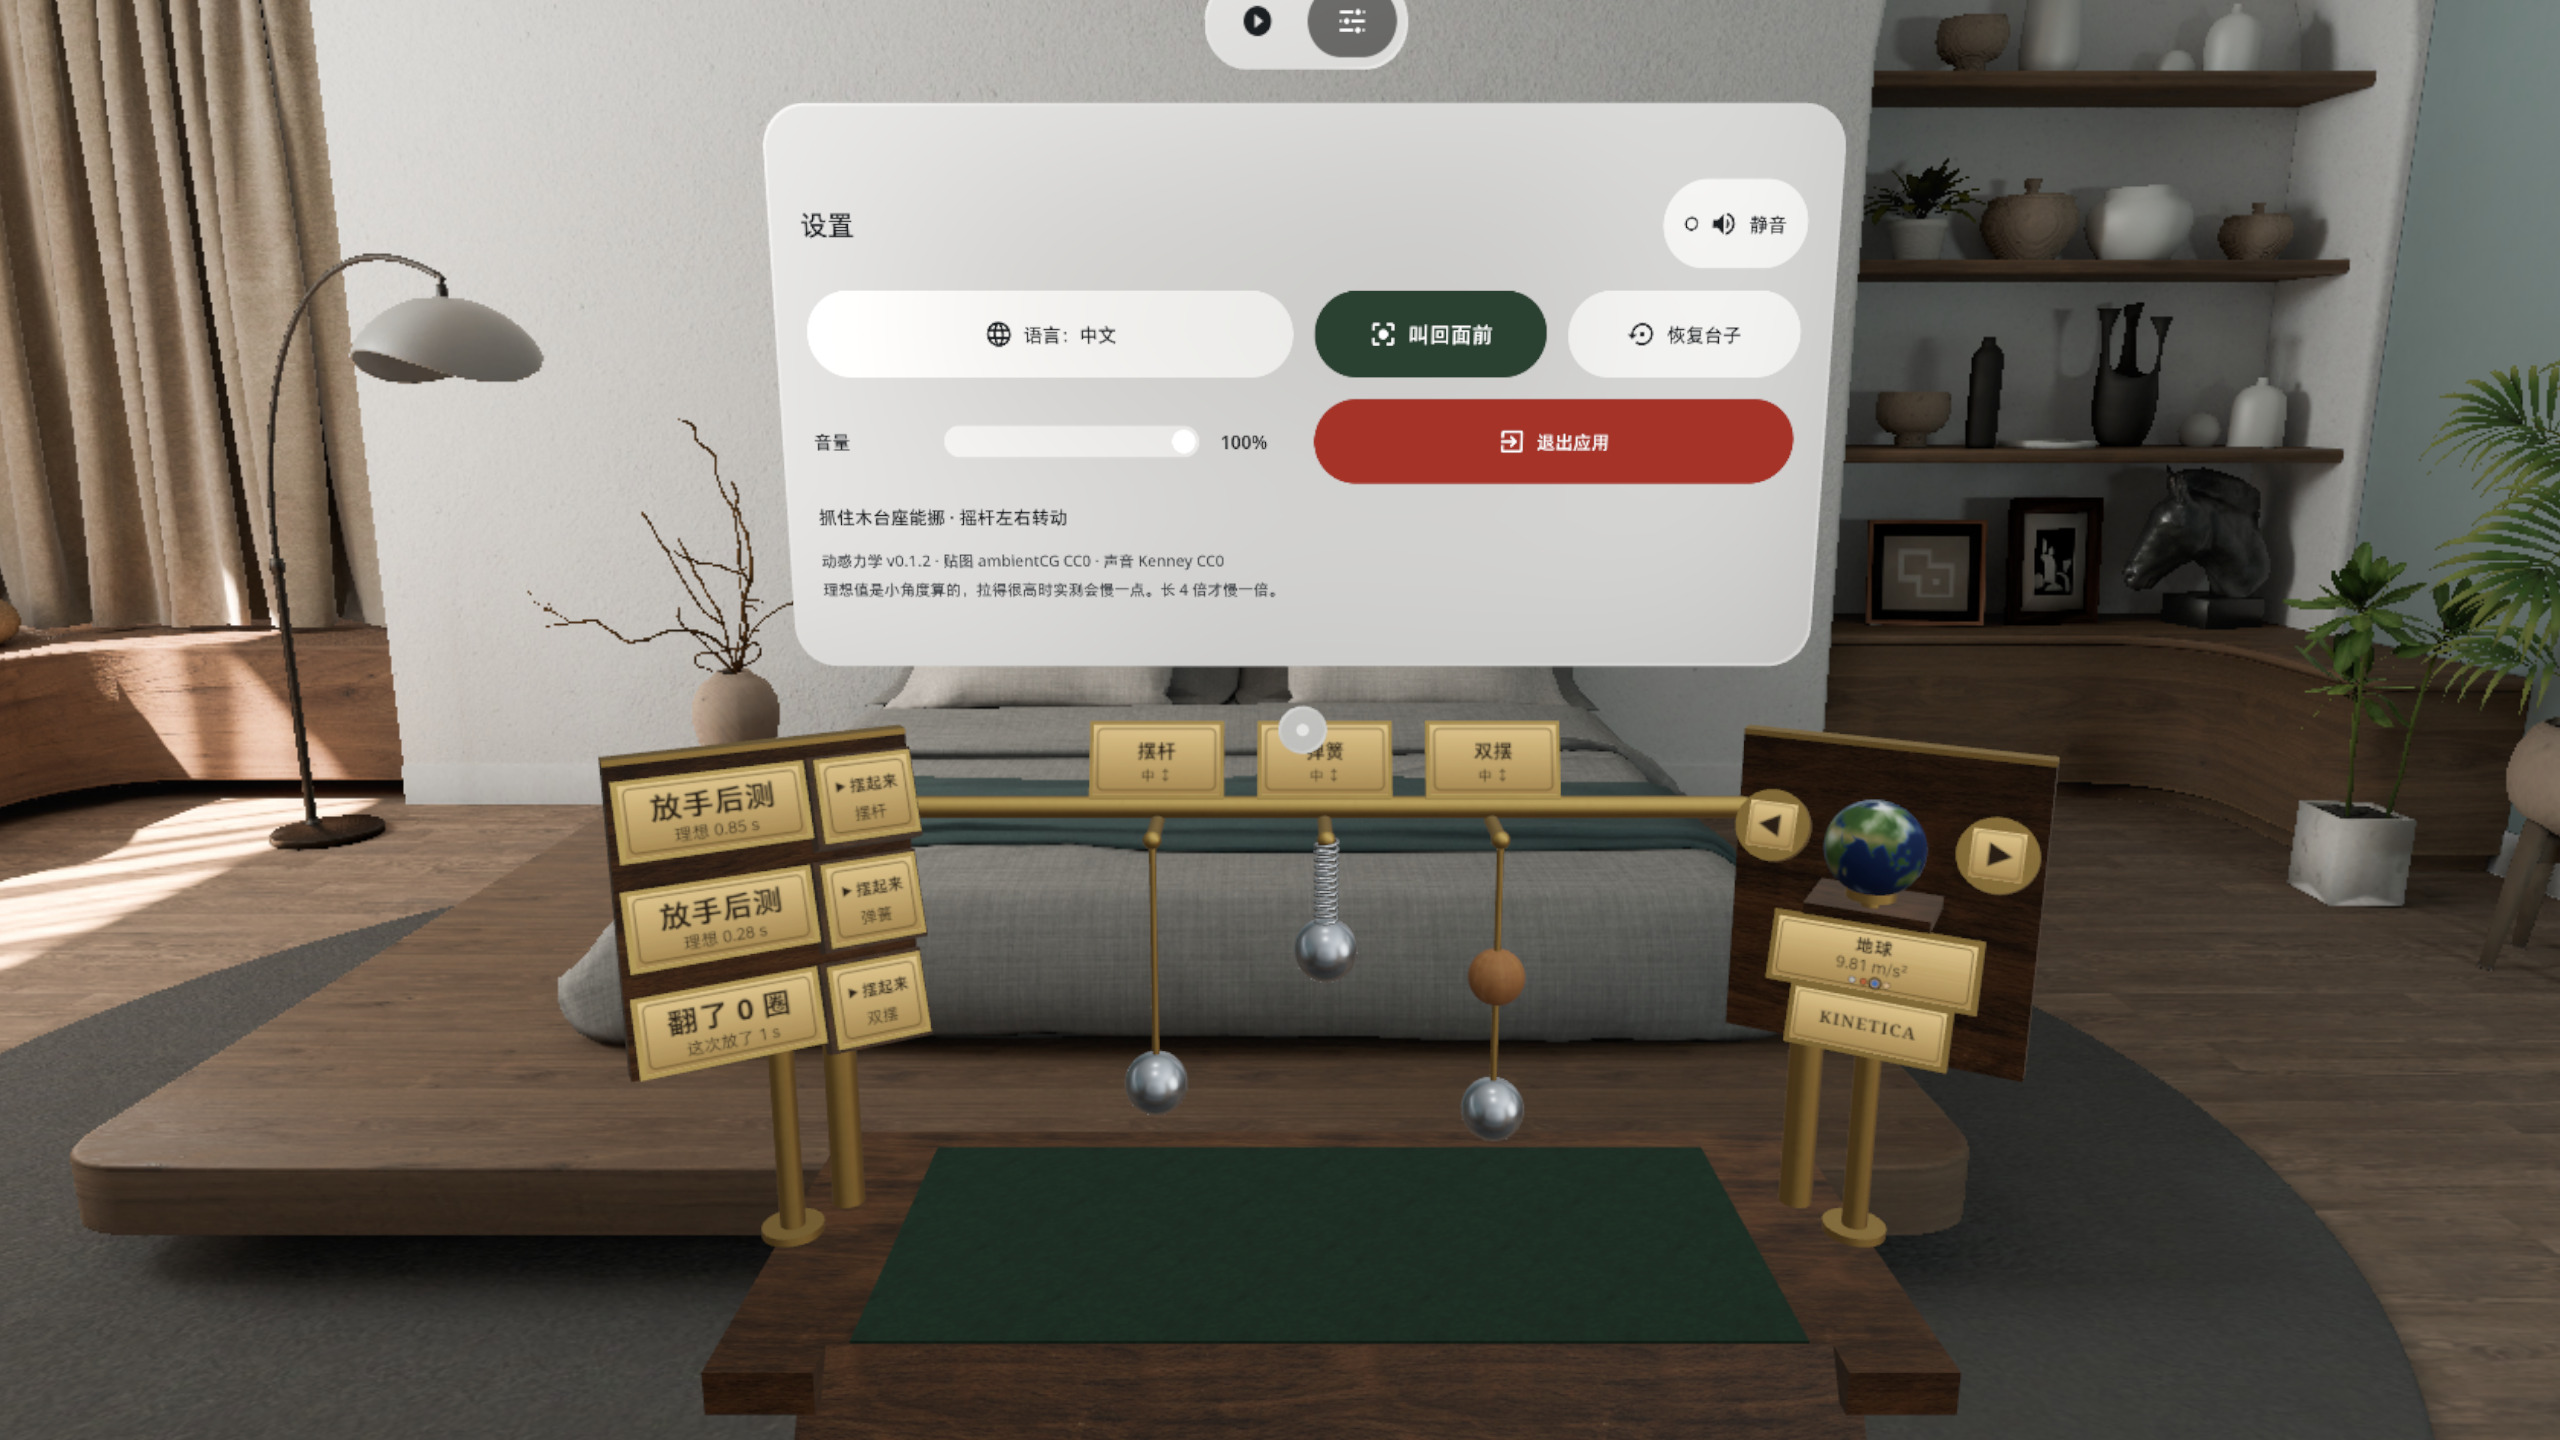 设置
静音
语言：中文
叫回面前
恢复台子
音量
100%
退出应用
抓住木台座能挪 · 摇杆左右转动
动感力学 v0.1.2 · 贴图 ambientCG CC0 · 声音 Kenney CC0
理想值是小角度算的，拉得很高时实测会慢一点。长 4 倍才慢一倍。
摆杆
中 ↕
弹簧
中 ↕
双摆
中 ↕
放手后测
理想 0.85 s
▶ 摆起来
摆杆
放手后测
理想 0.28 s
▶ 摆起来
弹簧
翻了 0 圈
这次放了 1 s
▶ 摆起来
双摆
地球
9.81 m/s²
KINETICA